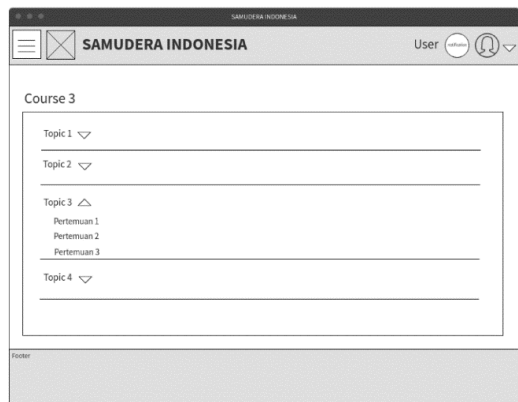 SAMUDERA INDONESIA
SAMUDERA INDONESIA
User
notification
Course 3
Topic 1
Topic 2
Topic 3
Pertemuan 1
Pertemuan 2
Pertemuan 3
Topic 4
Footer